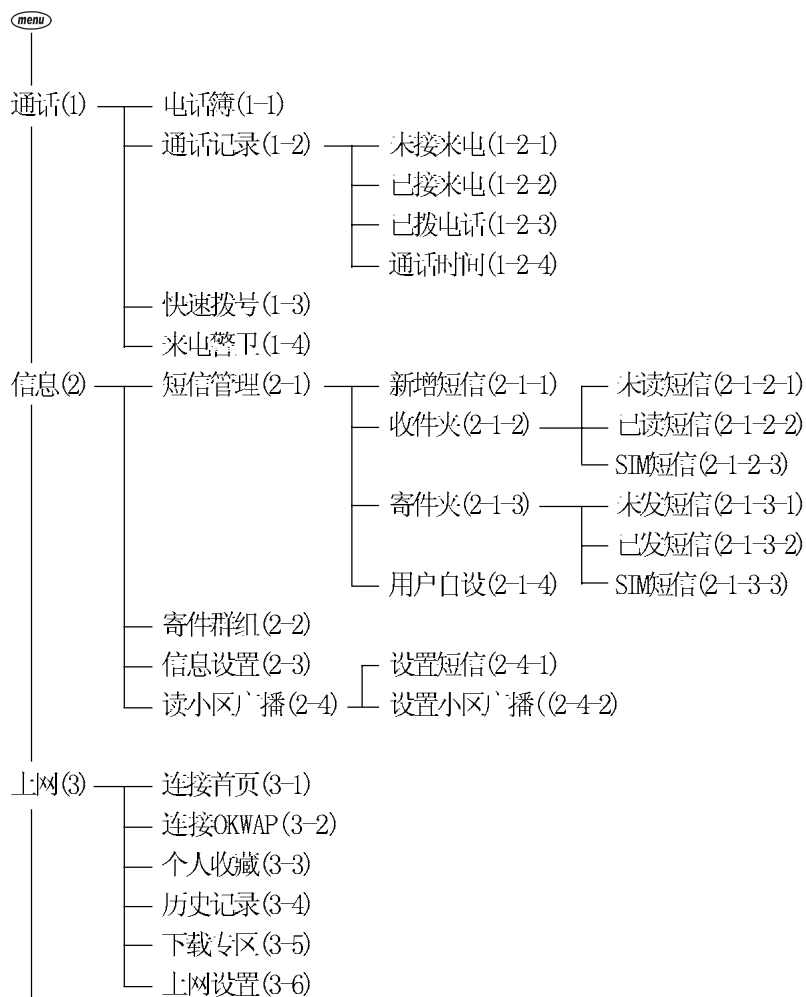 menu
通话(1) 电话簿(1-1)
通话记录(1-2) 未接来电(1-2-1)
已接来电(1-2-2)
已拨电话(1-2-3)
通话时间(1-2-4)
快速拨号(1-3)
来电警卫(1-4)
信息(2) 短信管理(2-1) 新增短信(2-1-1) 未读短信(2-1-2-1)
收件夹(2-1-2) 已读短信(2-1-2-2)
SIM短信(2-1-2-3)
寄件夹(2-1-3) 未发短信(2-1-3-1)
已发短信(2-1-3-2)
用户自设(2-1-4) SIM短信(2-1-3-3)
寄件群组(2-2)
信息设置(2-3) 设置短信(2-4-1)
读小区广播(2-4) 设置小区广播((2-4-2)
上网(3) 连接首页(3-1)
连接OKWAP(3-2)
个人收藏(3-3)
历史记录(3-4)
下载专区(3-5)
上网设置(3-6)